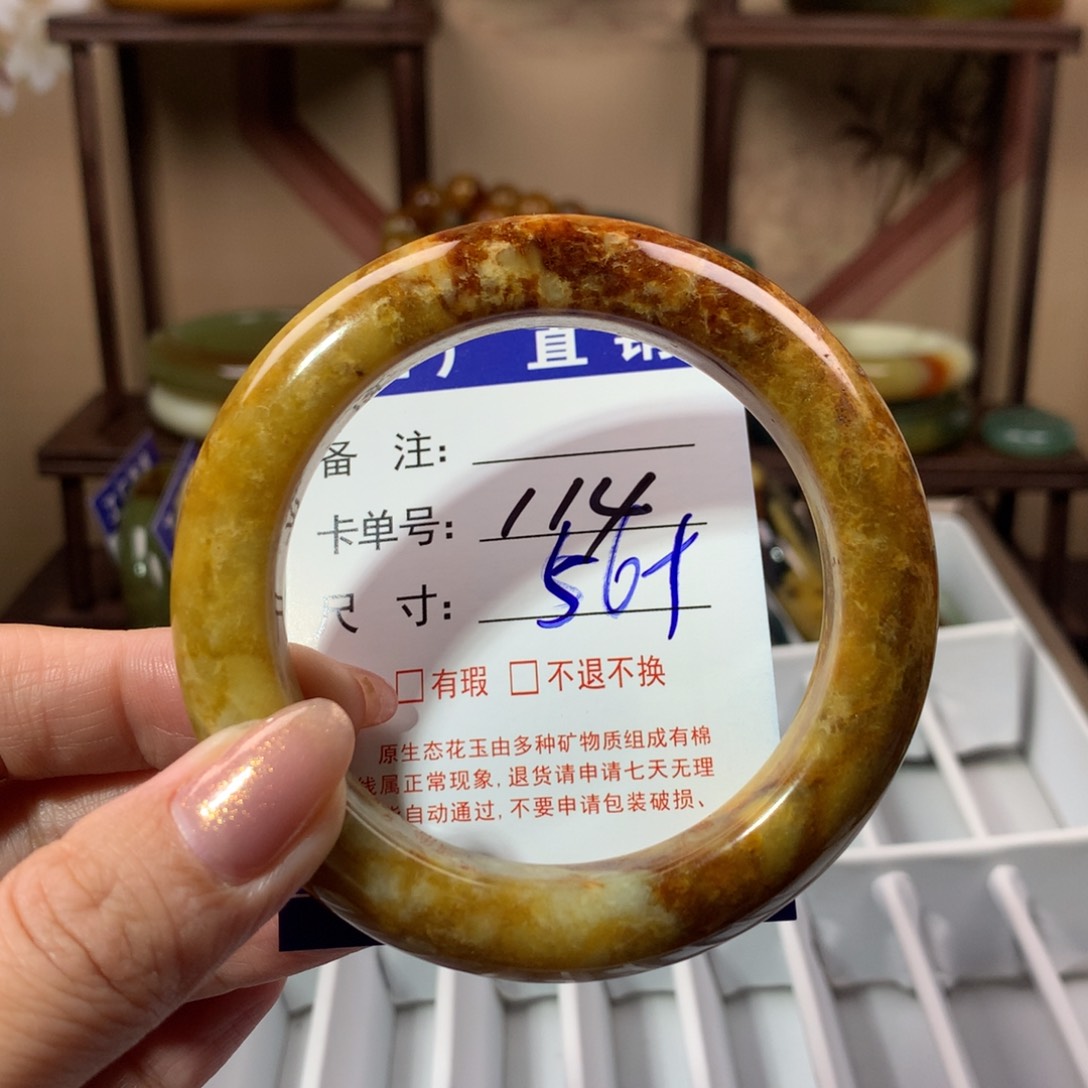 厂 直 销
备 注：
卡单号：114
尺 寸：56+
□有瑕 □不退不换
原生态花玉由多种矿物质组成有棉
线属正常现象, 退货请申请七天无理
自动通过, 不要申请包装破损、